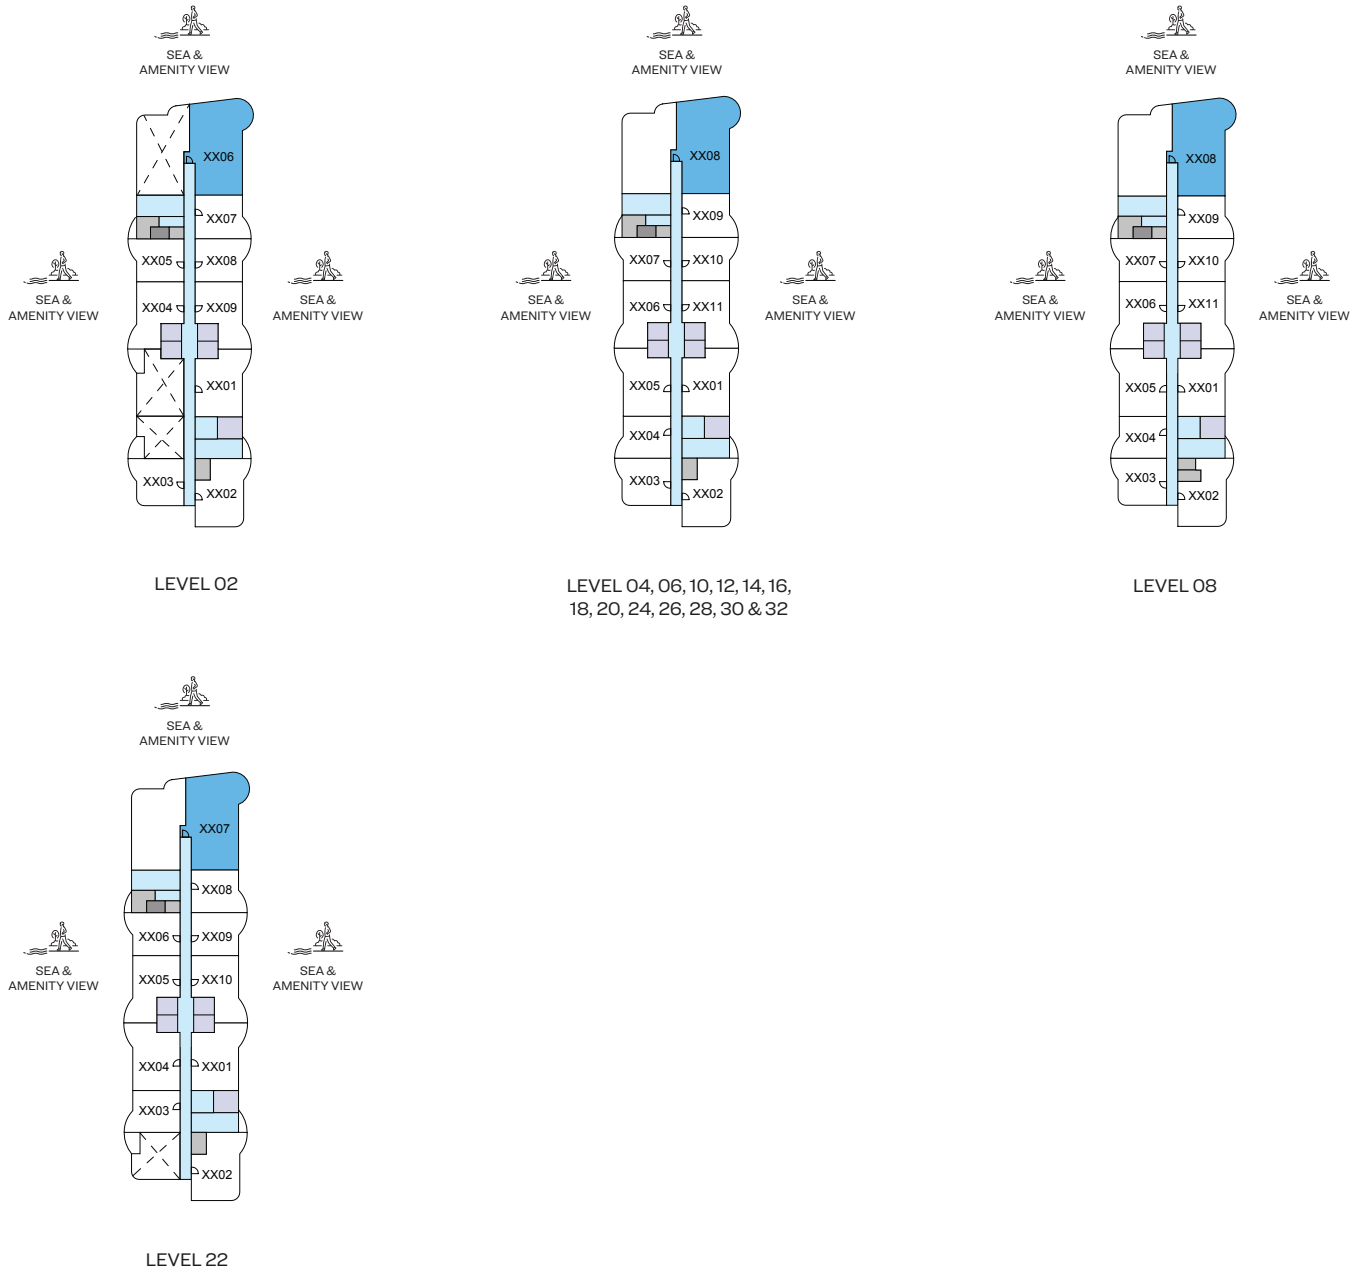 SEA &
AMENITY VIEW
SEA &
AMENITY VIEW
SEA &
AMENITY VIEW
XX06
XX07
XX05
XX08
XX04
XX09
XX01
XX03
XX02
SEA &
AMENITY VIEW
SEA &
AMENITY VIEW
LEVEL 02
XX08
XX09
XX07
XX10
XX06
XX11
XX05
XX01
XX04
XX03
XX02
SEA &
AMENITY VIEW
SEA &
AMENITY VIEW
LEVEL 04, 06, 10, 12, 14, 16,
18, 20, 24, 26, 28, 30 & 32
XX08
XX09
XX07
XX10
XX06
XX11
XX05
XX01
XX04
XX03
XX02
SEA &
AMENITY VIEW
SEA &
AMENITY VIEW
LEVEL 08
SEA &
AMENITY VIEW
XX07
XX08
XX06
XX09
XX05
XX10
XX04
XX01
XX03
XX02
SEA &
AMENITY VIEW
SEA &
AMENITY VIEW
LEVEL 22